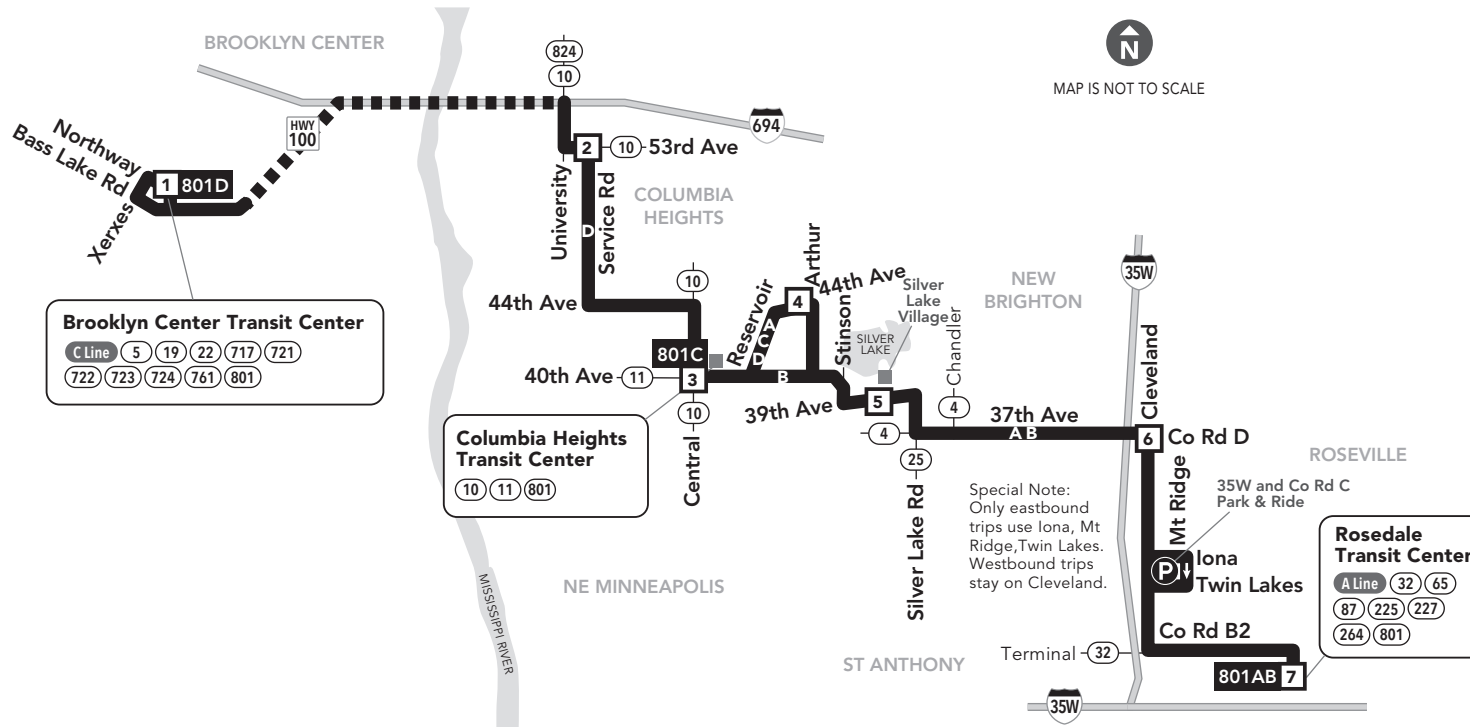 BROOKLYN CENTER
824
10
N
MAP IS NOT TO SCALE
HWY
100
694
Northway
Bass Lake Rd
Xerxes
1 801D
2
10
53rd Ave
University
Service Rd
D
COLUMBIA
HEIGHTS
Brooklyn Center Transit Center
C Line 5 19 22 717 721
722 723 724 761 801
44th Ave
10
801C
40th Ave 11
3
10
Central
Columbia Heights
Transit Center
10 11 801
Reservoir
A
C
D
B
4
Arthur
44th Ave
Stinson
SILVER
LAKE
Silver
Lake
Village
39th Ave
5
4
25
Silver Lake Rd
Chandler
4
NEW
BRIGHTON
37th Ave
A B
35W
Cleveland
6
Co Rd D
Mt Ridge
ROSEVILLE
35W and Co Rd C
Park & Ride
Special Note:
Only eastbound
trips use Iona, Mt
Ridge,Twin Lakes.
Westbound trips
stay on Cleveland.
P
Iona
Twin Lakes
Rosedale
Transit Center
A Line 32 65
87 225 227
264 801
Co Rd B2
Terminal 32
801AB 7
35W
MISSISSIPPI RIVER
NE MINNEAPOLIS
ST ANTHONY